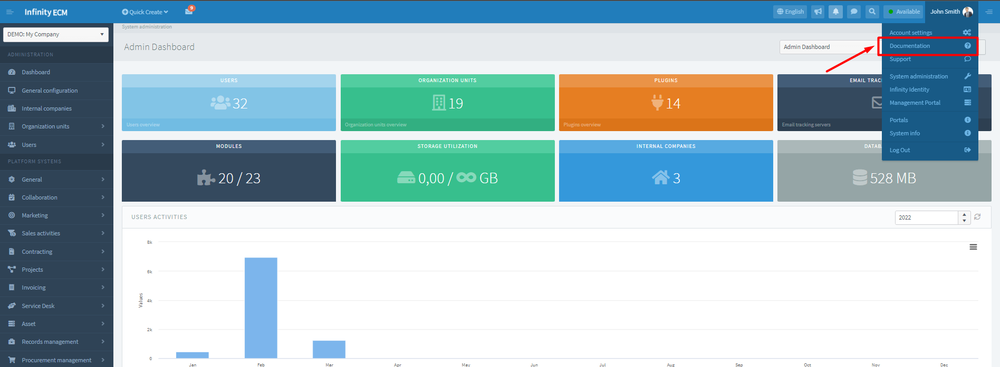 Infinity ECM
Quick Create
9
English
Available
John Smith
DEMO: My Company
ADMINISTRATION
Dashboard
General configuration
Internal companies
Organization units
Users
PLATFORM SYSTEMS
General
Collaboration
Marketing
Sales activities
Contracting
Projects
Invoicing
Service Desk
Asset
Records management
Procurement management
System administration
Admin Dashboard
Admin Dashboard
Account settings
Documentation
Support
System administration
Infinity Identity
Management Portal
Portals
System info
Log Out
USERS
32
Users overview
ORGANIZATION UNITS
19
Organization units overview
PLUGINS
14
Plugins overview
EMAIL TRAC
Email tracking servers
MODULES
20 / 23
STORAGE UTILIZATION
0,00 / ∞ GB
INTERNAL COMPANIES
3
DATAB
528 MB
USERS ACTIVITIES
2022
Values
8k
6k
4k
2k
0
Jan Feb Mar Apr May Jun Jul Aug Sep Oct Nov Dec